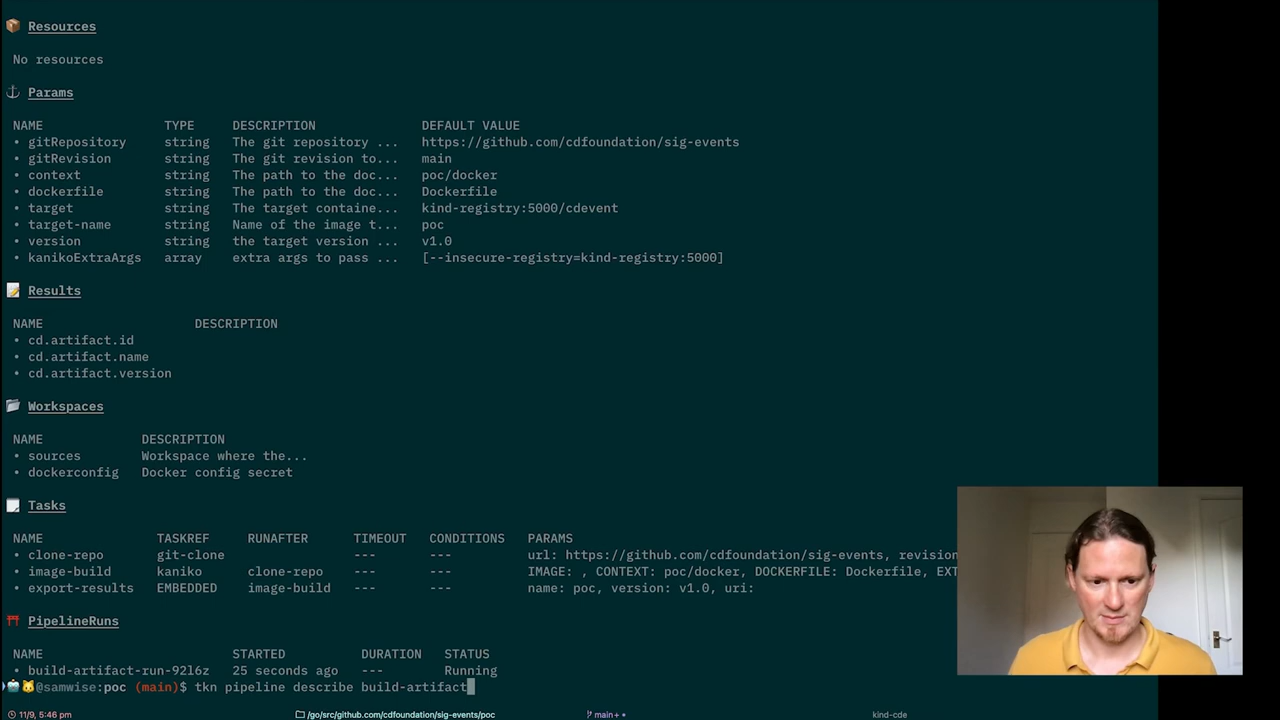 Resources
No resources
Params
NAME TYPE DESCRIPTION DEFAULT VALUE
• gitRepository string The git repository ... https://github.com/cdfoundation/sig-events
• gitRevision string The git revision to... main
• context string The path to the doc... poc/docker
• dockerfile string The path to the doc... Dockerfile
• target string The target containe... kind-registry:5000/cdevent
• target-name string Name of the image t... poc
• version string the target version ... v1.0
• kanikoExtraArgs array extra args to pass ... [--insecure-registry=kind-registry:5000]
Results
NAME DESCRIPTION
• cd.artifact.id
• cd.artifact.name
• cd.artifact.version
Workspaces
NAME DESCRIPTION
• sources Workspace where the...
• dockerconfig Docker config secret
Tasks
NAME TASKREF RUNAFTER TIMEOUT CONDITIONS PARAMS
• clone-repo git-clone --- --- url: https://github.com/cdfoundation/sig-events, revision
• image-build kaniko clone-repo --- --- IMAGE: , CONTEXT: poc/docker, DOCKERFILE: Dockerfile, EXT
• export-results EMBEDDED image-build --- --- name: poc, version: v1.0, uri:
PipelineRuns
NAME STARTED DURATION STATUS
• build-artifact-run-92l6z 25 seconds ago --- Running
@samwise:poc (main)$ tkn pipeline describe build-artifact
11/9, 5:46 pm /go/src/github.com/cdfoundation/sig-events/poc main+ • kind-cde